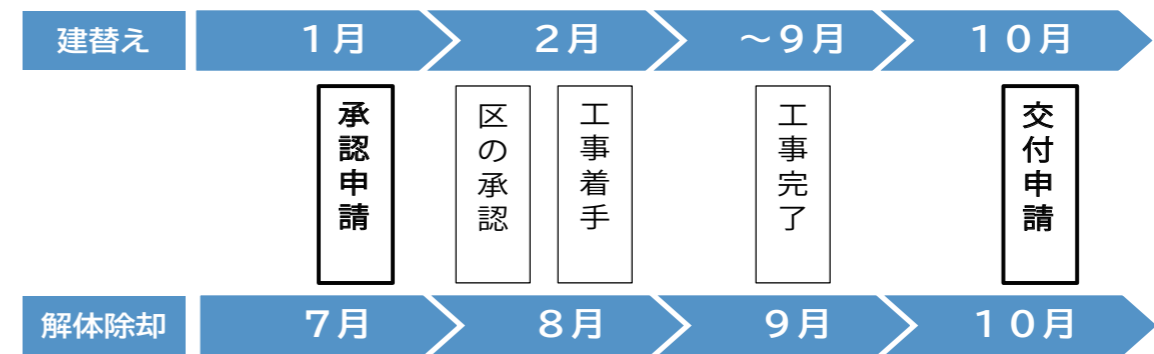 建替え
1月
2月
～9月
10月
承認申請
区の承認
工事着手
工事完了
交付申請
解体除却
7月
8月
9月
10月